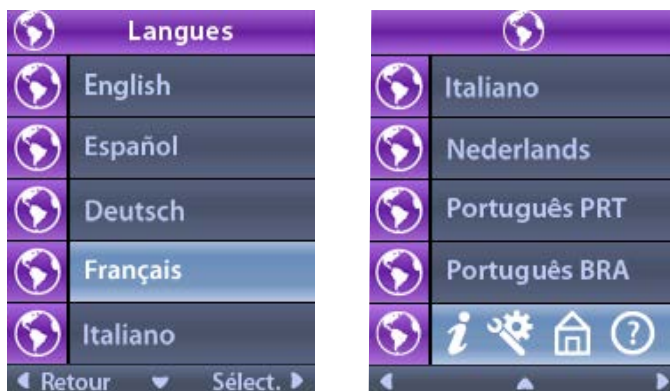 Langues
English
Español
Deutsch
Français
Italiano
Retour Sélect.
Italiano
Nederlands
Português PRT
Português BRA
i ?